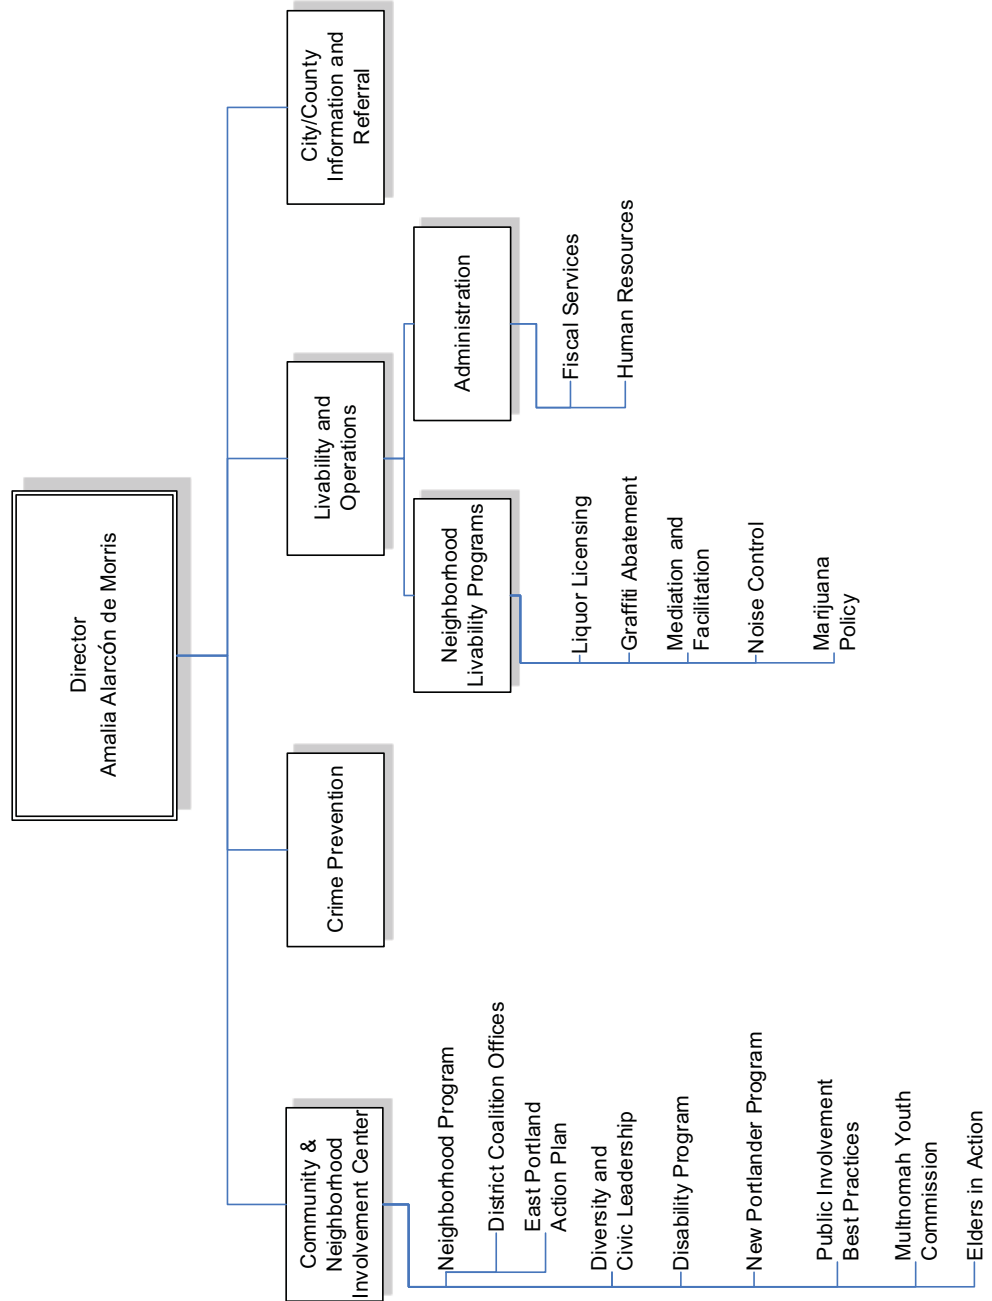 Director
Amalia Alarcón de Morris
Community &
Neighborhood
Involvement Center
Neighborhood Program
District Coalition Offices
East Portland
Action Plan
Diversity and
Civic Leadership
Disability Program
New Portlander Program
Public Involvement
Best Practices
Multnomah Youth
Commission
Elders in Action
Crime Prevention
Livability and
Operations
Neighborhood
Livability Programs
Liquor Licensing
Graffiti Abatement
Mediation and
Facilitation
Noise Control
Marijuana
Policy
Administration
Fiscal Services
Human Resources
City/County
Information and
Referral